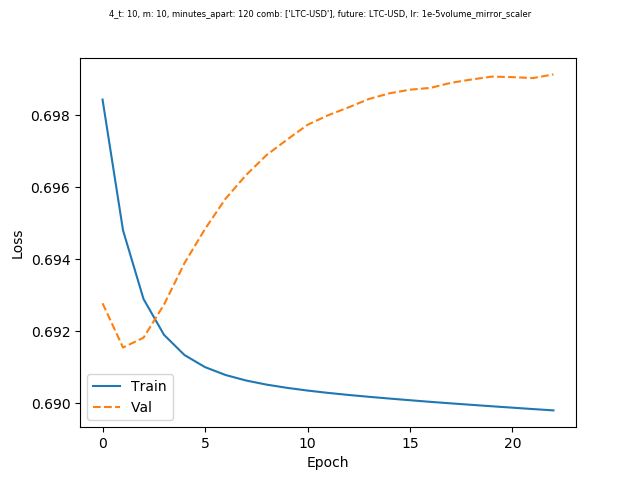 4_t: 10, m: 10, minutes_apart: 120 comb: ['LTC-USD'], future: LTC-USD, lr: 1e-5volume_mirror_scaler
0.698
0.696
0.694
0.692
0.690
Loss
Train
Val
0 5 10 15 20
Epoch